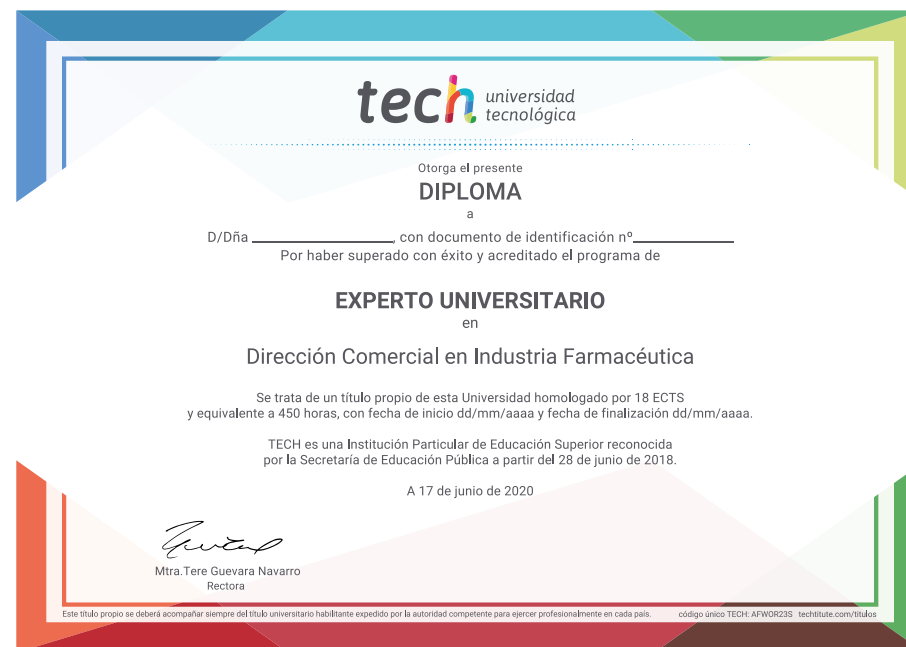 tech universidad
tecnológica
Otorga el presente
DIPLOMA
a
D/Dña ____________________, con documento de identificación nº______________
Por haber superado con éxito y acreditado el programa de
EXPERTO UNIVERSITARIO
en
Dirección Comercial en Industria Farmacéutica
Se trata de un título propio de esta Universidad homologado por 18 ECTS
y equivalente a 450 horas, con fecha de inicio dd/mm/aaaa y fecha de finalización dd/mm/aaaa.
TECH es una Institución Particular de Educación Superior reconocida
por la Secretaría de Educación Pública a partir del 28 de junio de 2018.
A 17 de junio de 2020
Mtra.Tere Guevara Navarro
Rectora
Este título propio se deberá acompañar siempre del título universitario habilitante expedido por la autoridad competente para ejercer profesionalmente en cada país. código único TECH: AFWOR23S techtitute.com/titulos